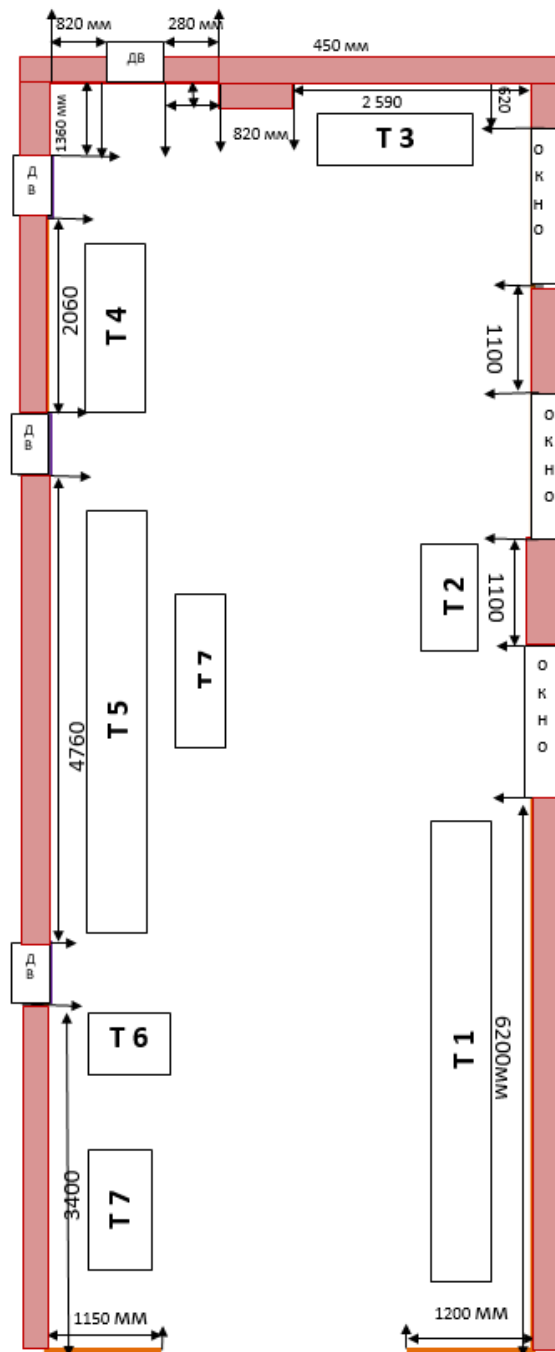 820 мм
280 мм
ДВ
450 мм
1360 мм
820 мм
2 590
620
Т 3
О
К
Н
О
Д
В
2060
Т 4
1100
Д
В
О
К
Н
О
4760
Т 5
Т 7
Т 2
1100
О
К
Н
О
Д
В
Т 6
Т 1
6200мм
3400
Т 7
1150 ММ
1200 ММ